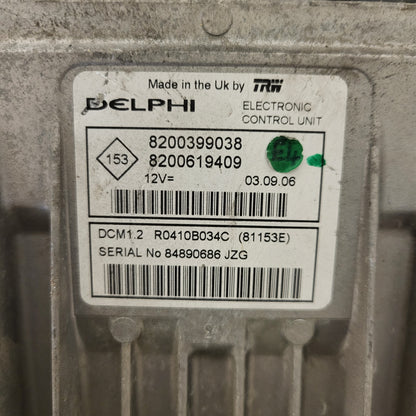 Made in the Uk by TRW
DELPHI
ELECTRONIC
CONTROL UNIT
153
8200399038
8200619409
12V=
03.09.06
DCM1.2 R0410B034C (81153E)
SERIAL No 84890686 JZG